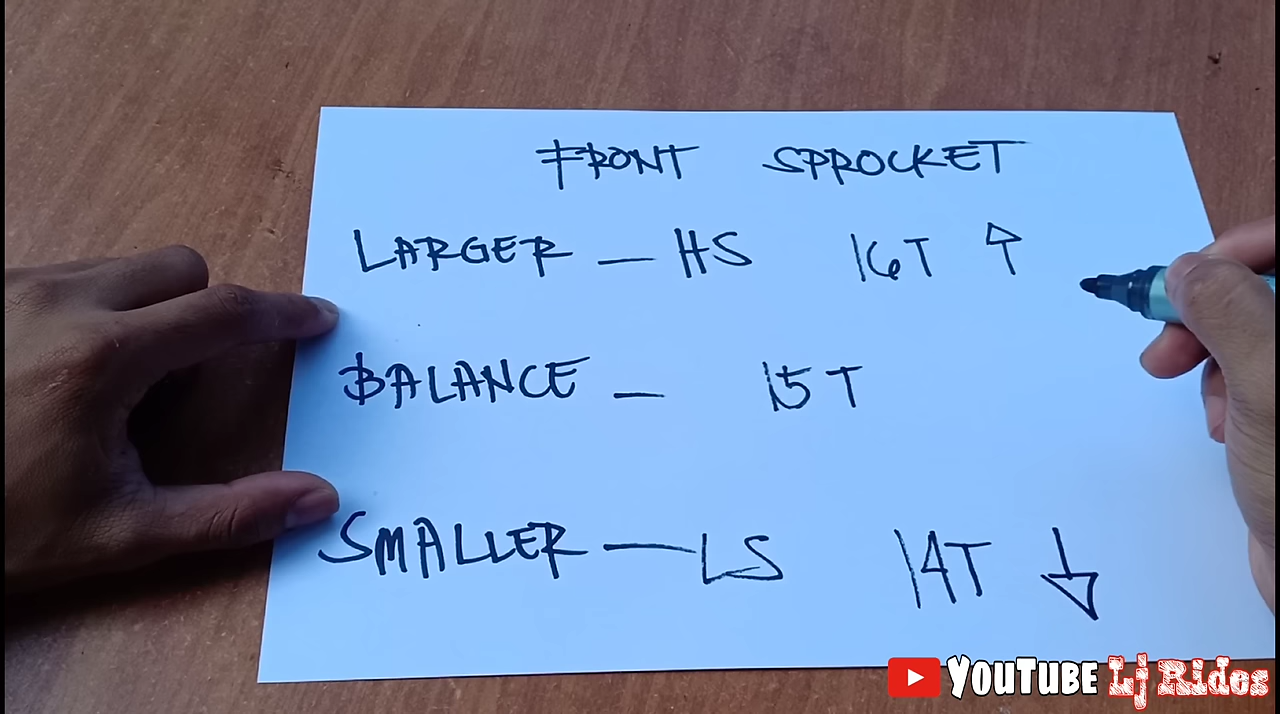 FRONT SPROCKET
LARGER — HS 16T ↑
BALANCE — 15T
SMALLER — LS 14T ↓
YOUTUBE Lj Rides